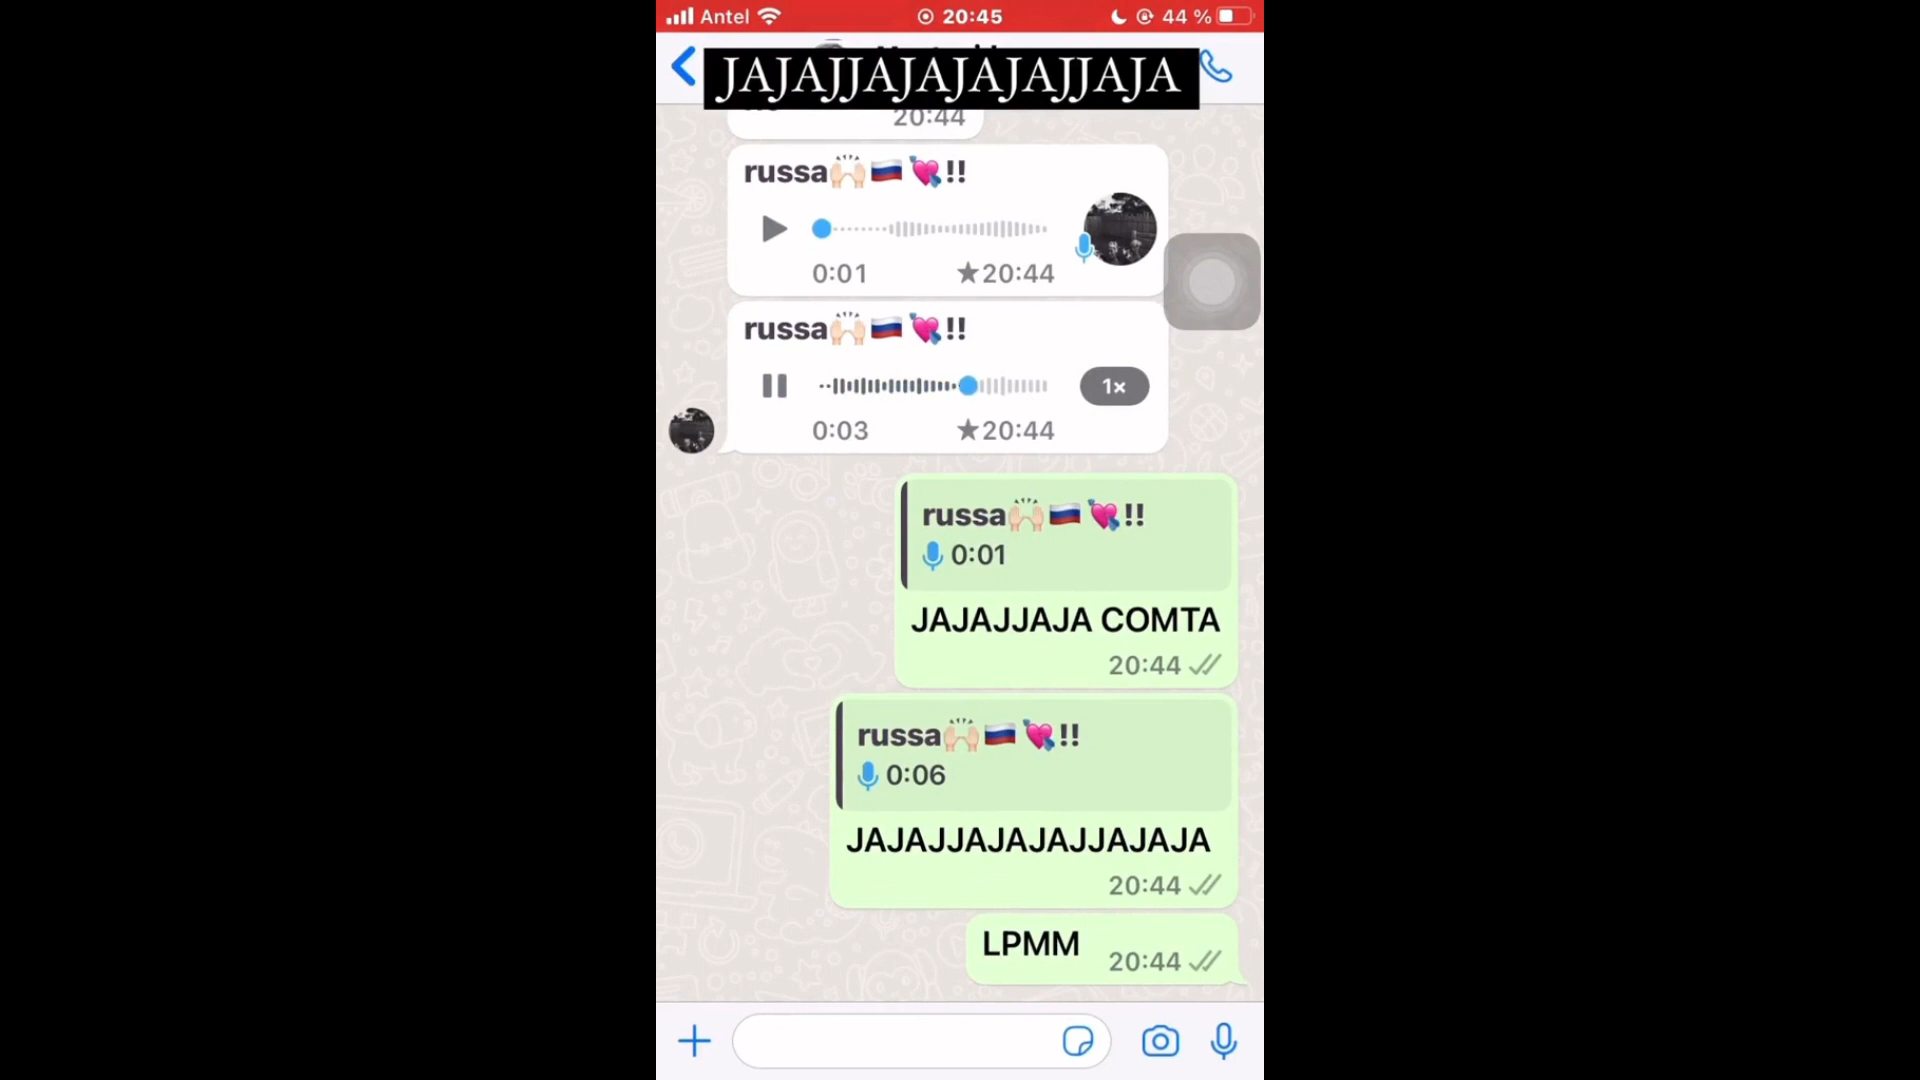 Antel 20:45 44 %
JAJAJJAJAJAJAJJAJA
20:44
russa🙌🏻🇷🇺💘!!
0:01 ★20:44
russa🙌🏻🇷🇺💘!!
1×
0:03 ★20:44
russa🙌🏻🇷🇺💘!!
0:01
JAJAJJAJA COMTA
20:44
russa🙌🏻🇷🇺💘!!
0:06
JAJAJJAJAJAJJAJAJA
20:44
LPMM 20:44